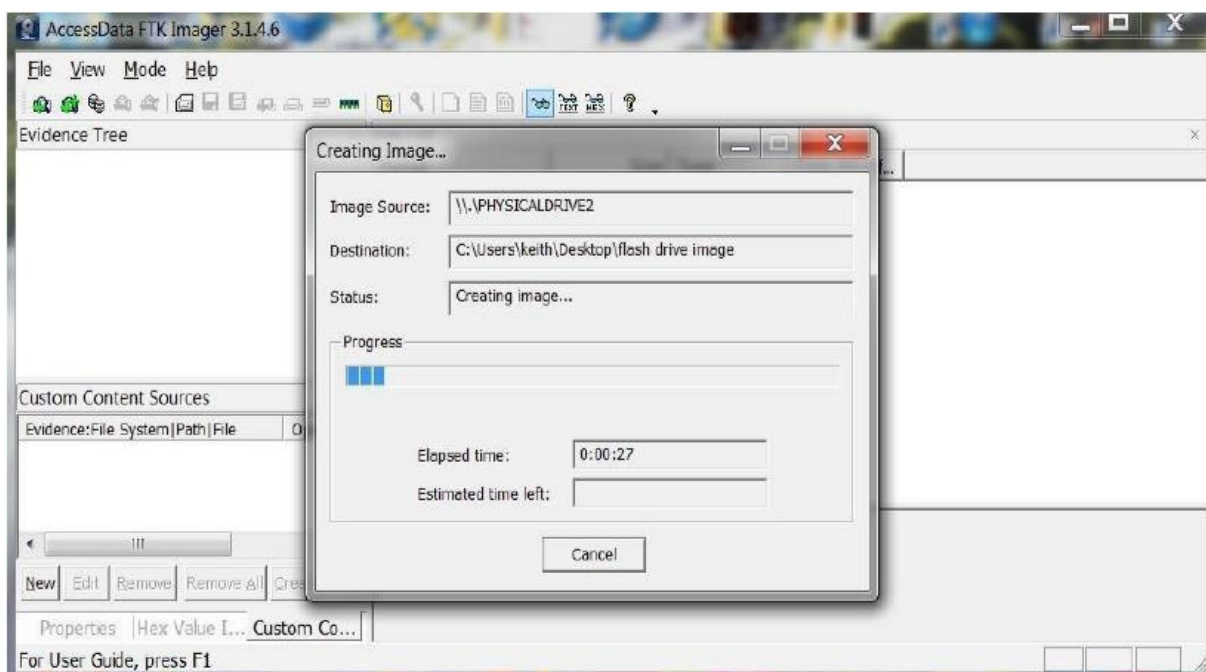 AccessData FTK Imager 3.1.4.6
File View Mode Help
Evidence Tree
Creating Image...
Image Source: \\.\PHYSICALDRIVE2
Destination: C:\Users\keith\Desktop\flash drive image
Status: Creating image...
Progress
Elapsed time: 0:00:27
Estimated time left:
Cancel
Custom Content Sources
Evidence:File System|Path|File
New Edit Remove Remove All
Properties Hex Value I... Custom Co...
For User Guide, press F1